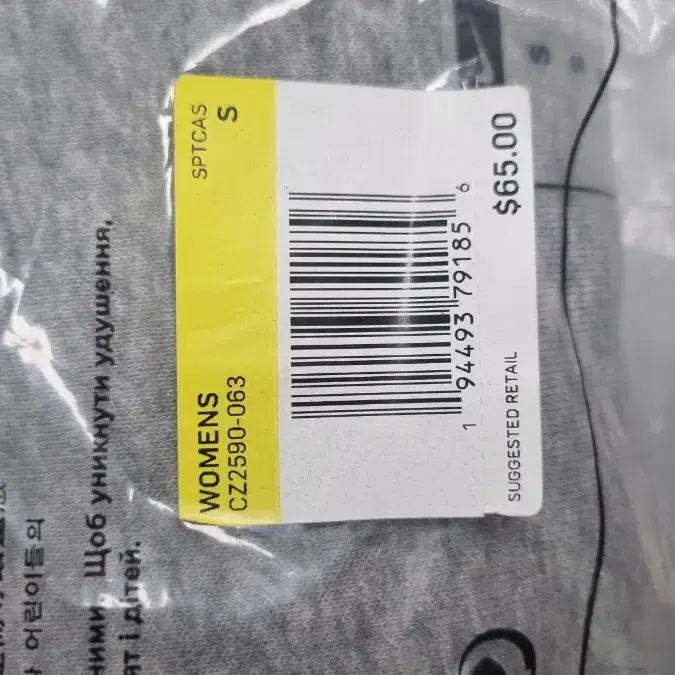 WOMENS
SPTCAS
CZ2590-063
S
1 94493 79185 6
SUGGESTED RETAIL
$65.00
S
어린이들의
ними. Щоб уникнути удушення,
ят і дітей.